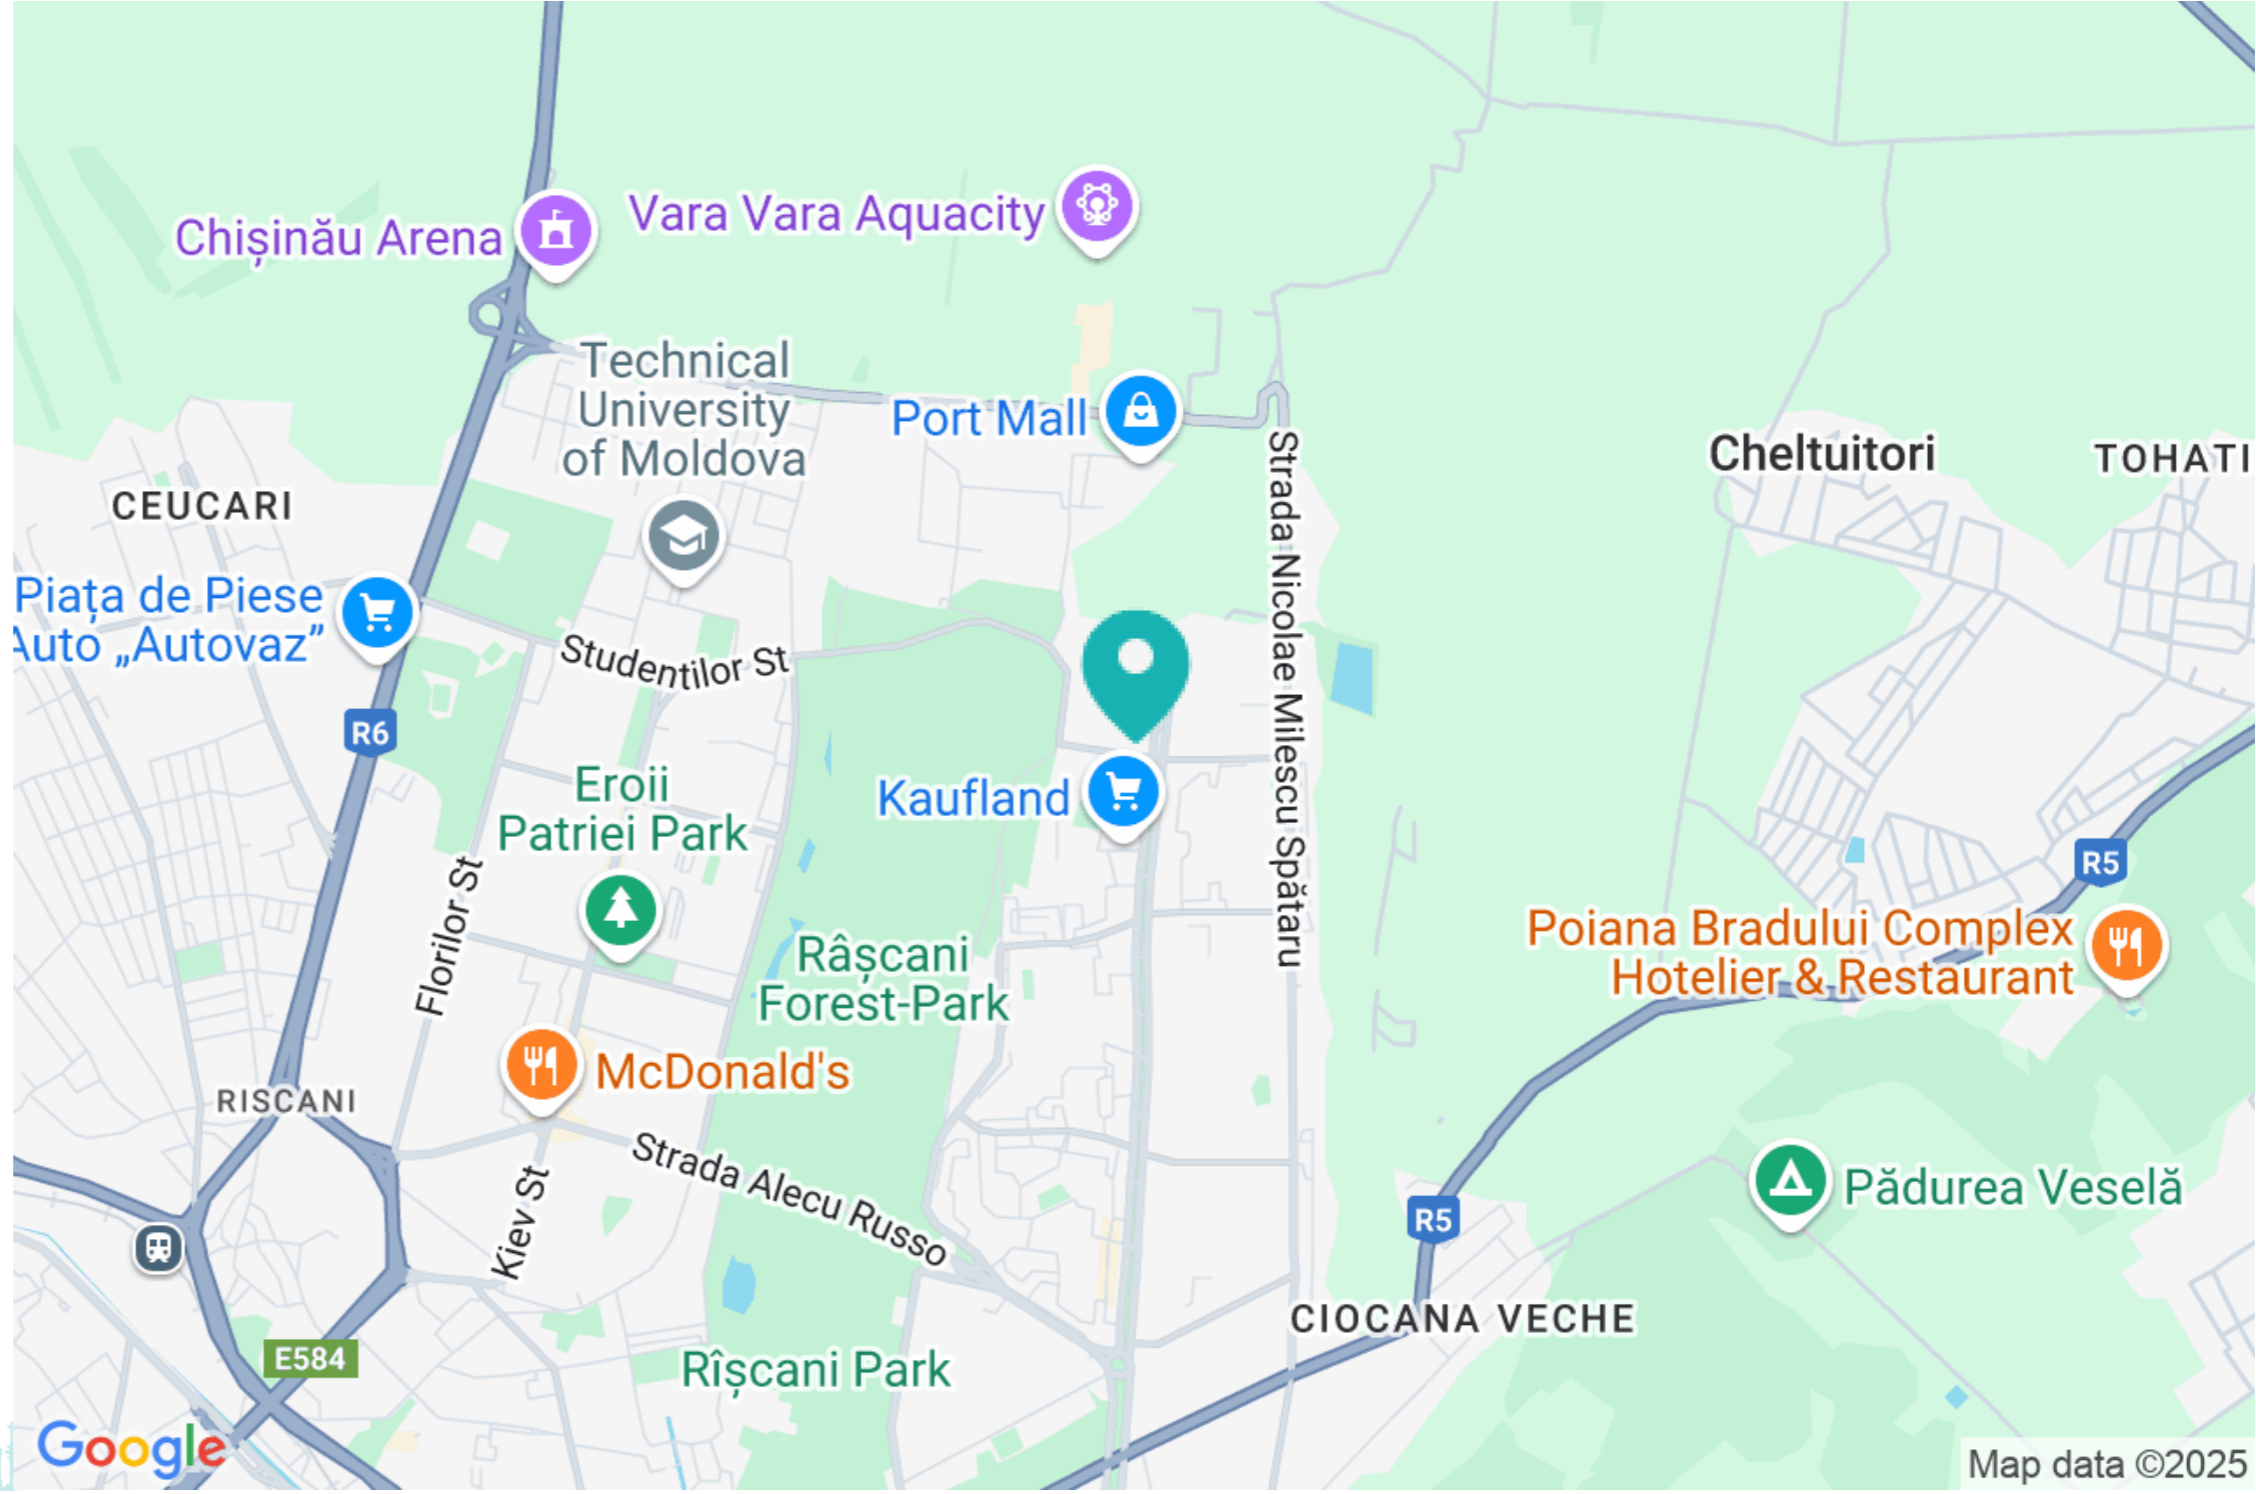 Chișinău Arena
Vara Vara Aquacity
Technical
University
of Moldova
Port Mall
Cheltuitori
TOHATI
CEUCARI
Strada Nicolae Milescu Spătaru
Piața de Piese
Auto „Autovaz”
Studentilor St
R6
Eroii
Patriei Park
Kaufland
R5
Florilor St
Râșcani
Forest-Park
Poiana Bradului Complex
Hotelier & Restaurant
McDonald's
RISCANI
Strada Alecu Russo
Kiev St
Pădurea Veselă
R5
CIOCANA VECHE
E584
Rîșcani Park
Google
Map data ©2025